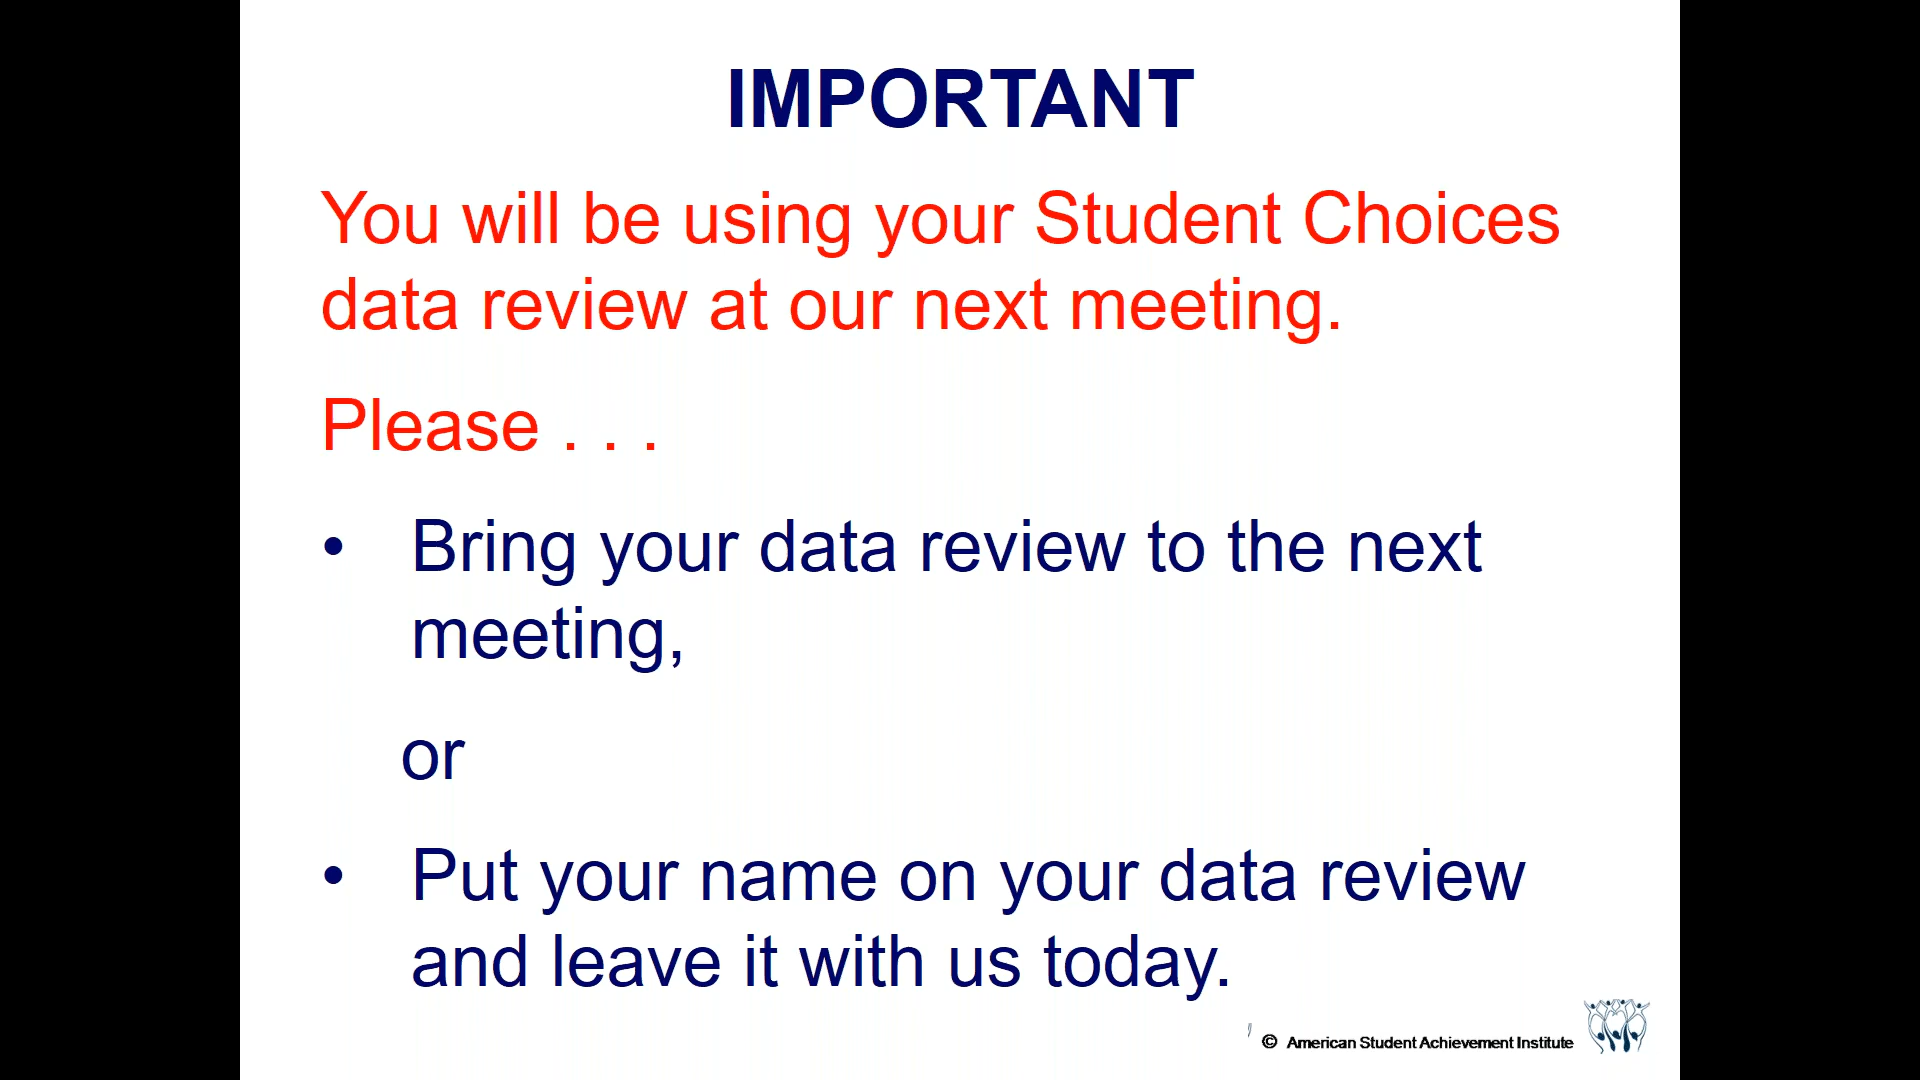 IMPORTANT
You will be using your Student Choices
data review at our next meeting.
Please . . .
• Bring your data review to the next
meeting,
or
• Put your name on your data review
and leave it with us today.
© American Student Achievement Institute